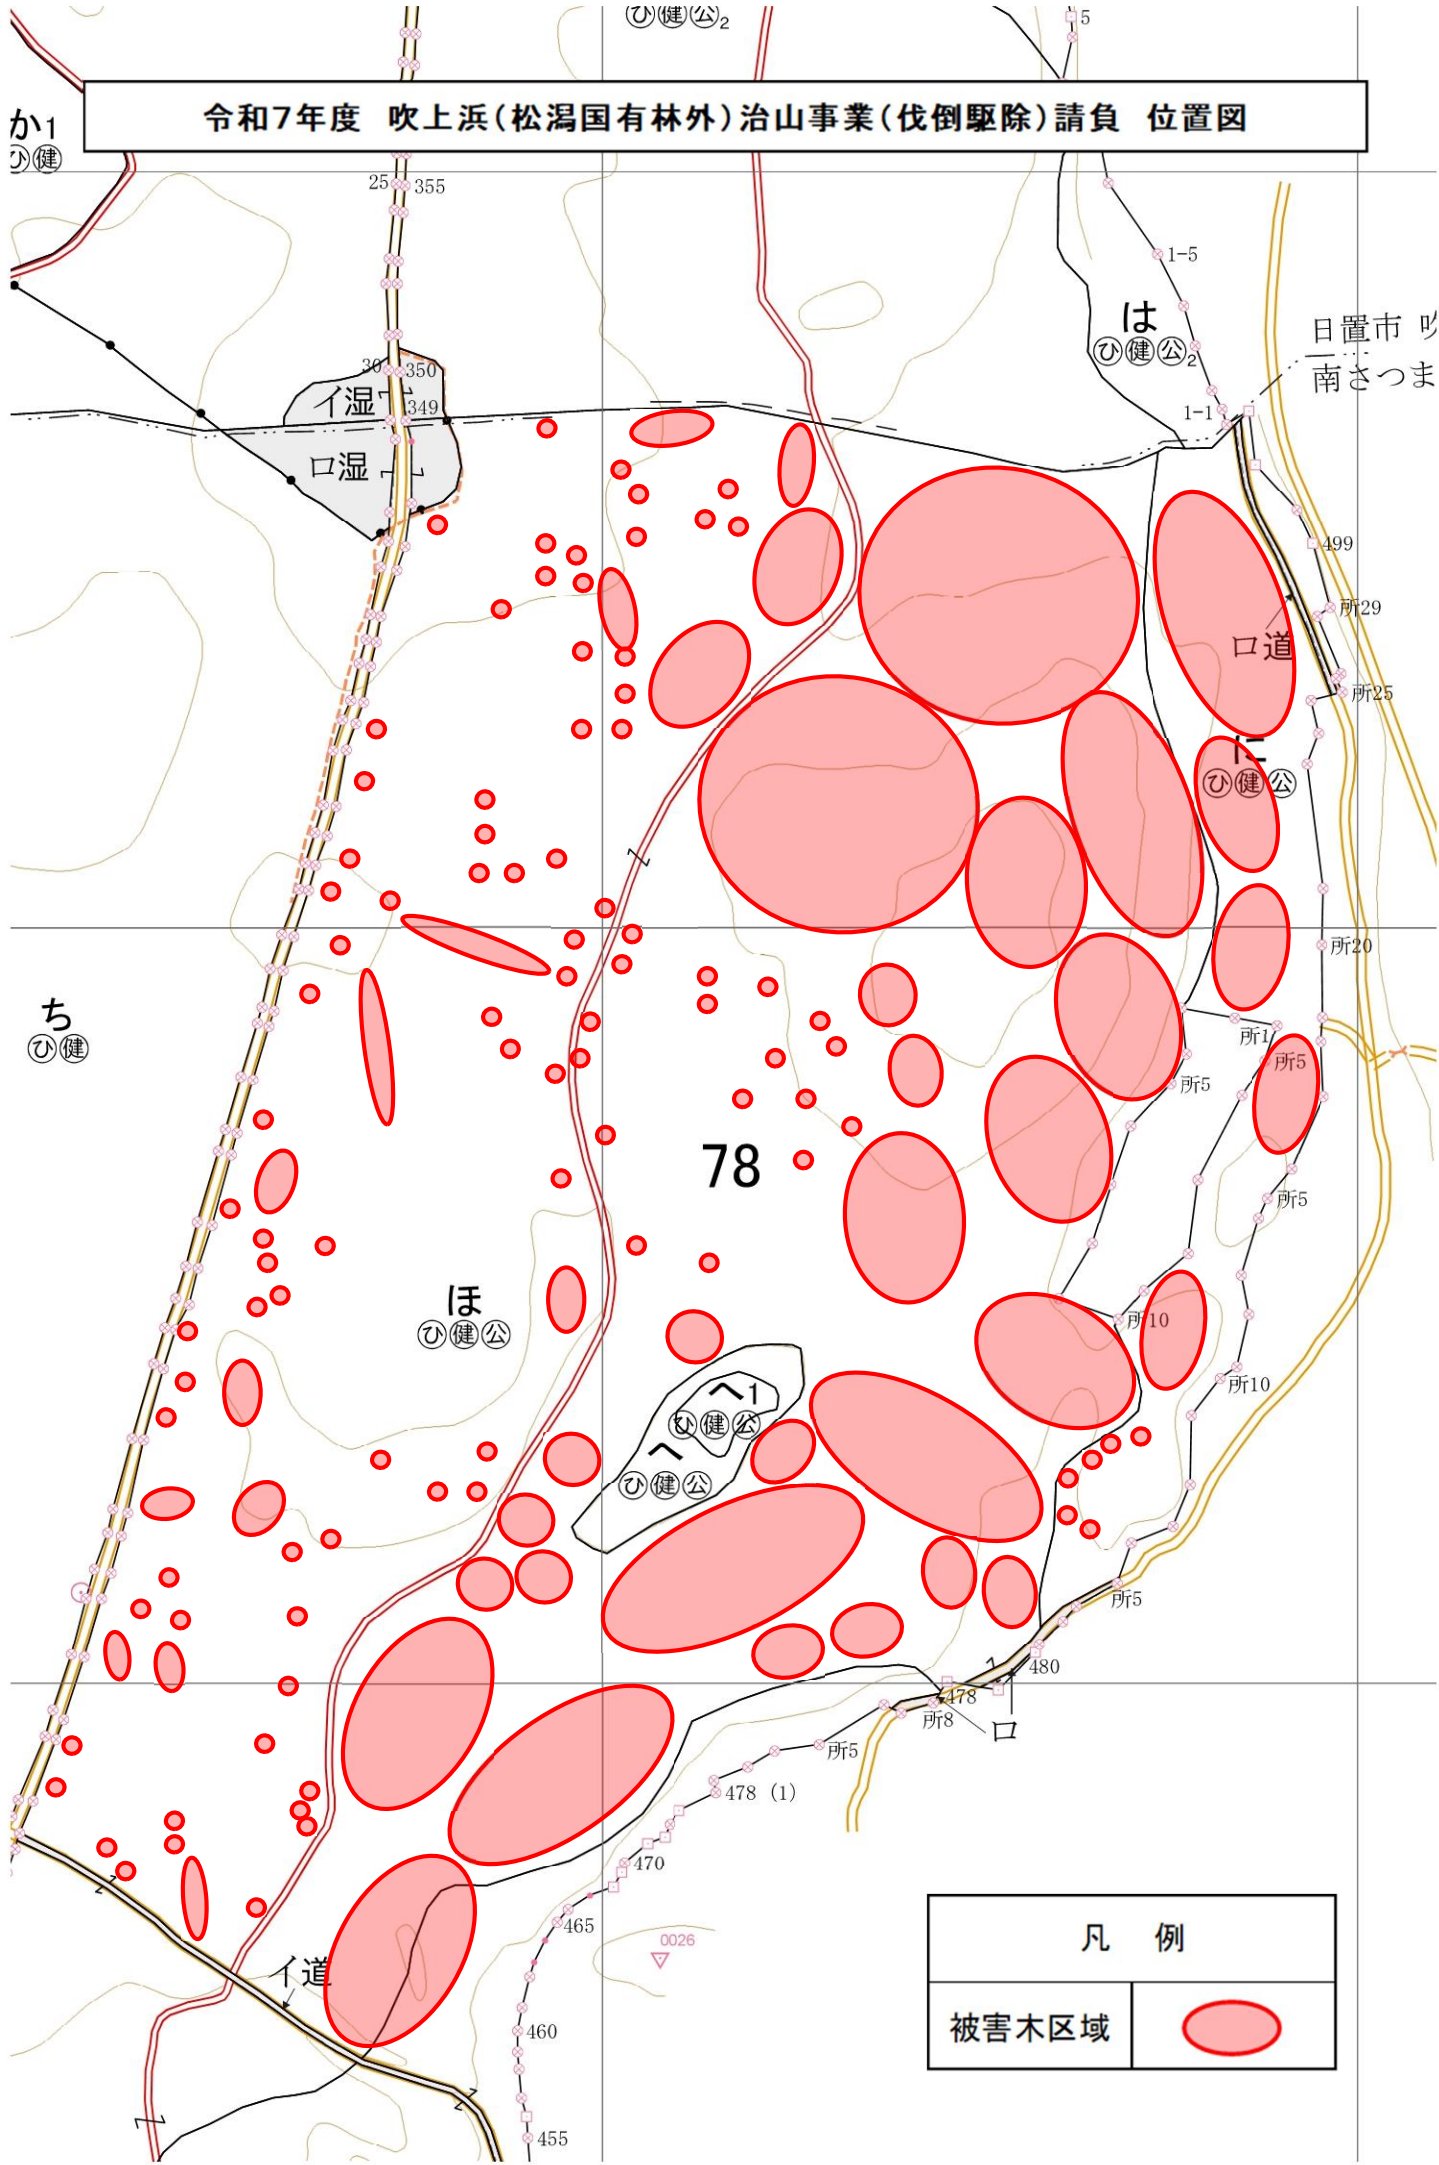 ひ健公2
5
令和7年度 吹上浜(松潟国有林外)治山事業(伐倒駆除)請負 位置図
か1
ひ健
25 355
1-5
は
ひ健公2
日置市 吹
南さつま
30 350
イ湿
349
1-1
ロ湿
499
所29
ロ道
所25
に
ひ健公
所20
ち
ひ健
所1
所5
所5
78
所5
ほ
ひ健公
所10
へ1
ひ健公
所10
へ
ひ健公
所5
480
478
所8
ロ
所5
478 (1)
470
465
0026
凡 例
イ道
被害木区域
460
455